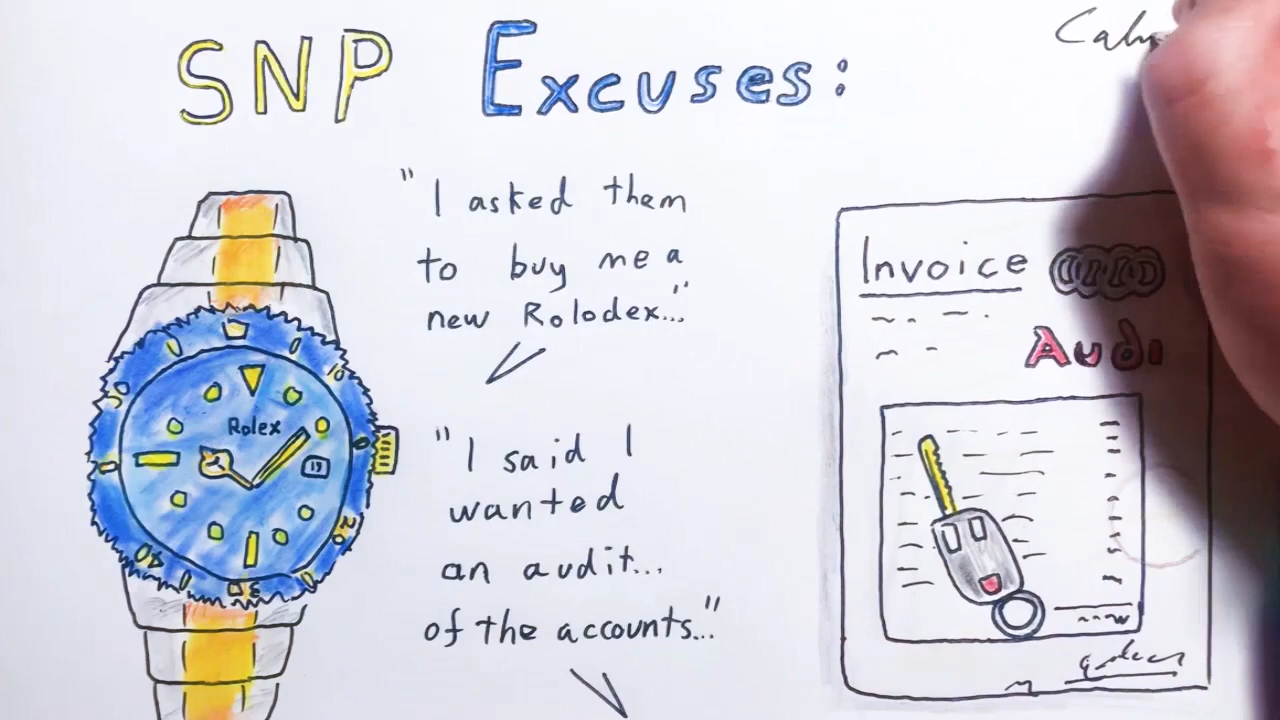 SNP Excuses:
"I asked them
to buy me a
new Rolodex..."
"I said I
wanted
an audit...
of the accounts..."
Rolex
19
Invoice
Audi